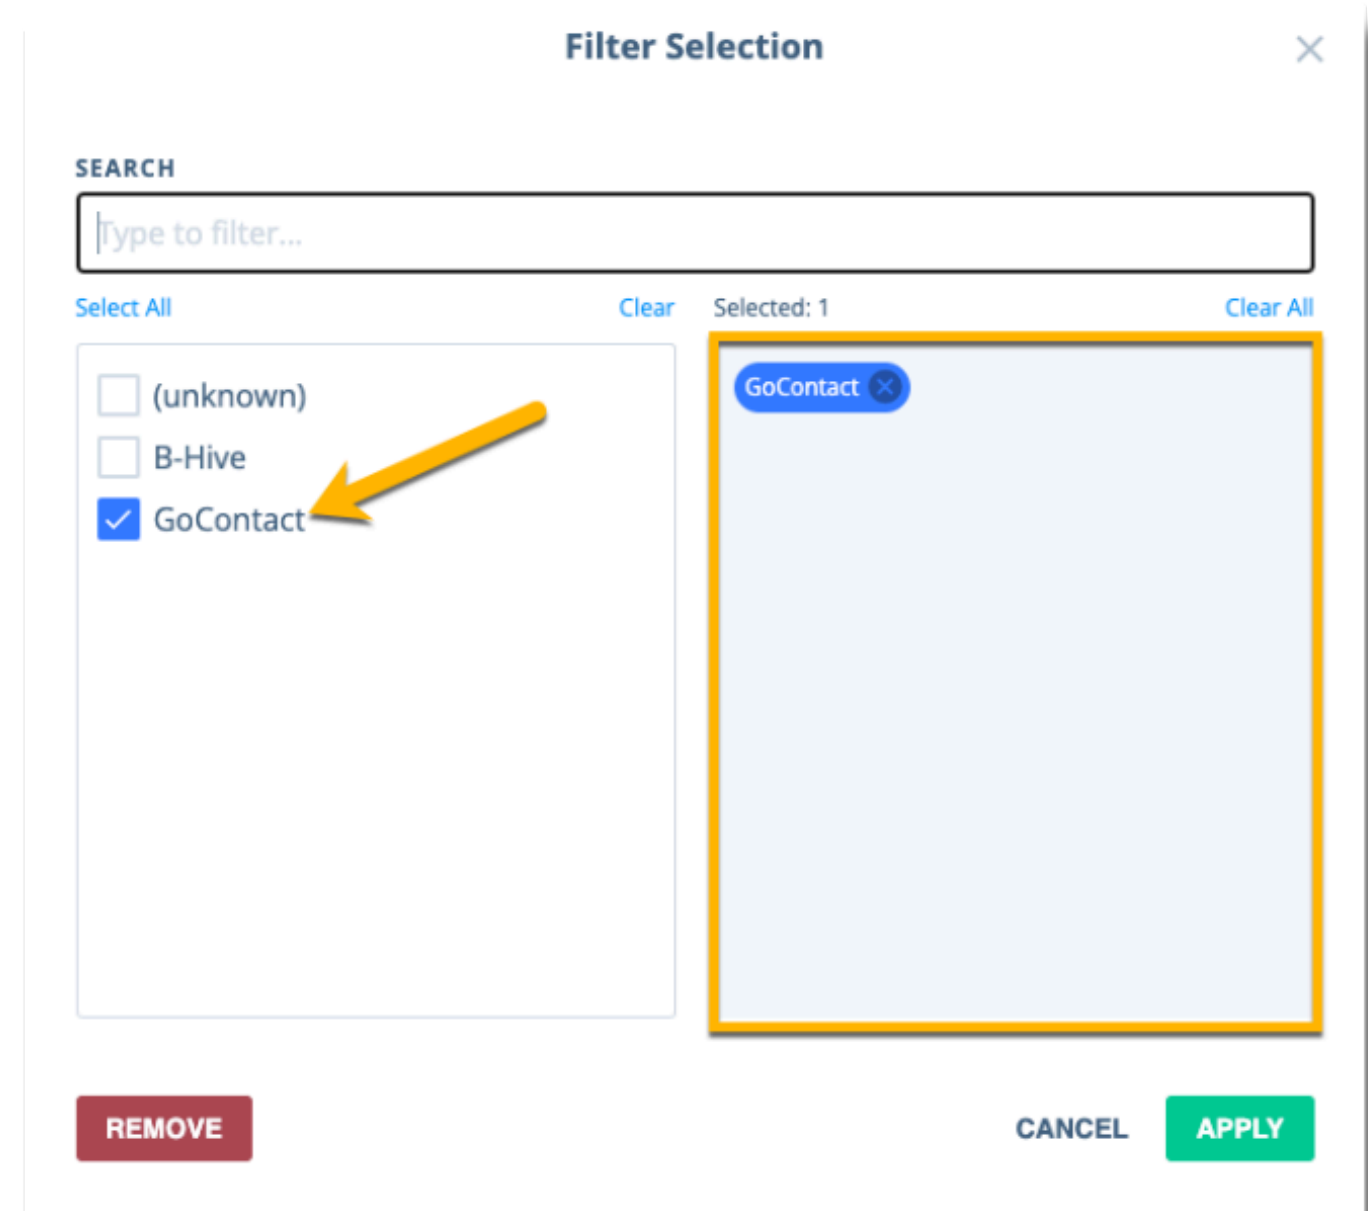 Filter Selection
SEARCH
Type to filter...
Select All
Clear
Selected: 1
Clear All
(unknown)
B-Hive
GoContact
GoContact
REMOVE
CANCEL
APPLY